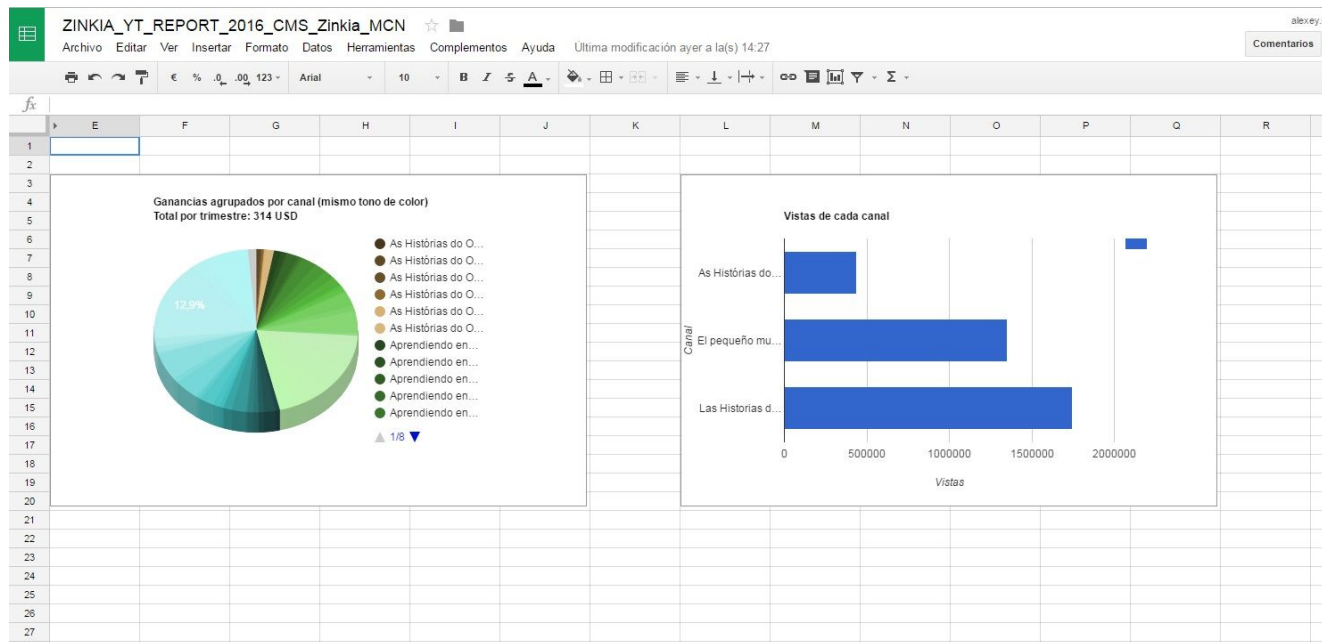 ZINKIA_YT_REPORT_2016_CMS_Zinkia_MCN
alexey.
Archivo Editar Ver Insertar Formato Datos Herramientas Complementos Ayuda Última modificación ayer a la(s) 14:27
Comentarios
€ % .0 .00 123 Arial 10 B I S A Σ
fx
E F G H I J K L M N O P Q R
1
2
3
4
5
6
7
8
9
10
11
12
13
14
15
16
17
18
19
20
21
22
23
24
25
26
27
Ganancias agrupados por canal (mismo tono de color)
Total por trimestre: 314 USD
12,9%
As Histórias do O...
As Histórias do O...
As Histórias do O...
As Histórias do O...
As Histórias do O...
As Histórias do O...
Aprendiendo en...
Aprendiendo en...
Aprendiendo en...
Aprendiendo en...
Aprendiendo en...
1/8
Vistas de cada canal
Canal
As Histórias do...
El pequeño mu...
Las Historias d...
0 500000 1000000 1500000 2000000
Vistas